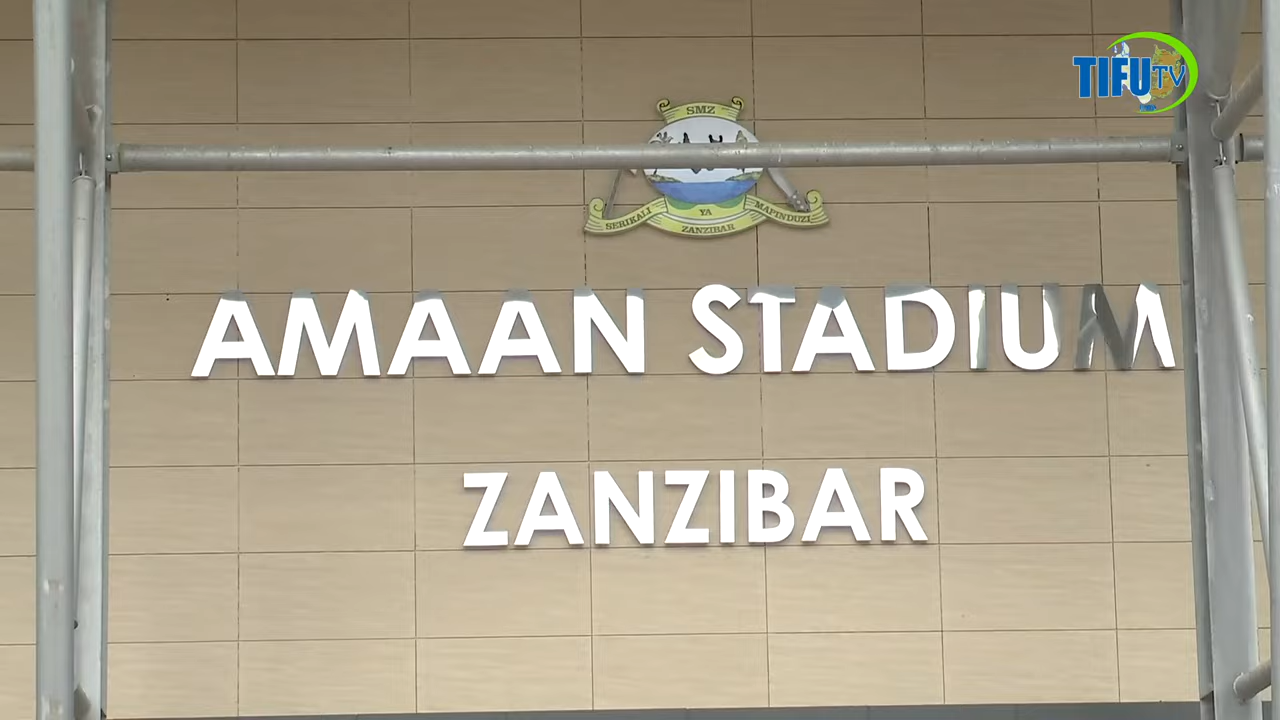 TIFU TV
SMZ
SERIKALI YA MAPINDUZI
ZANZIBAR
AMAAN STADIUM
ZANZIBAR